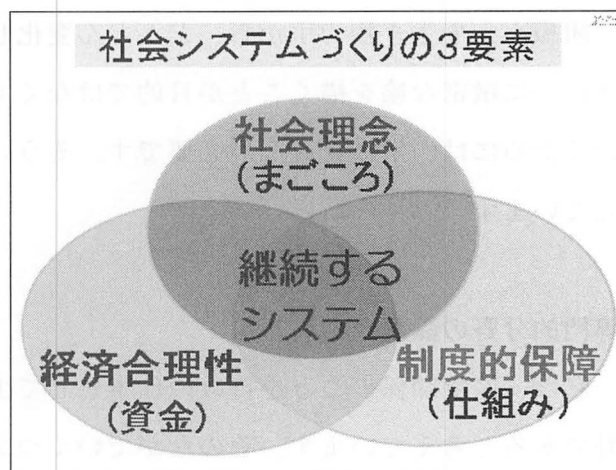 社会システムづくりの3要素
社会理念
(まごころ)
継続する
システム
経済合理性
(資金)
制度的保障
(仕組み)